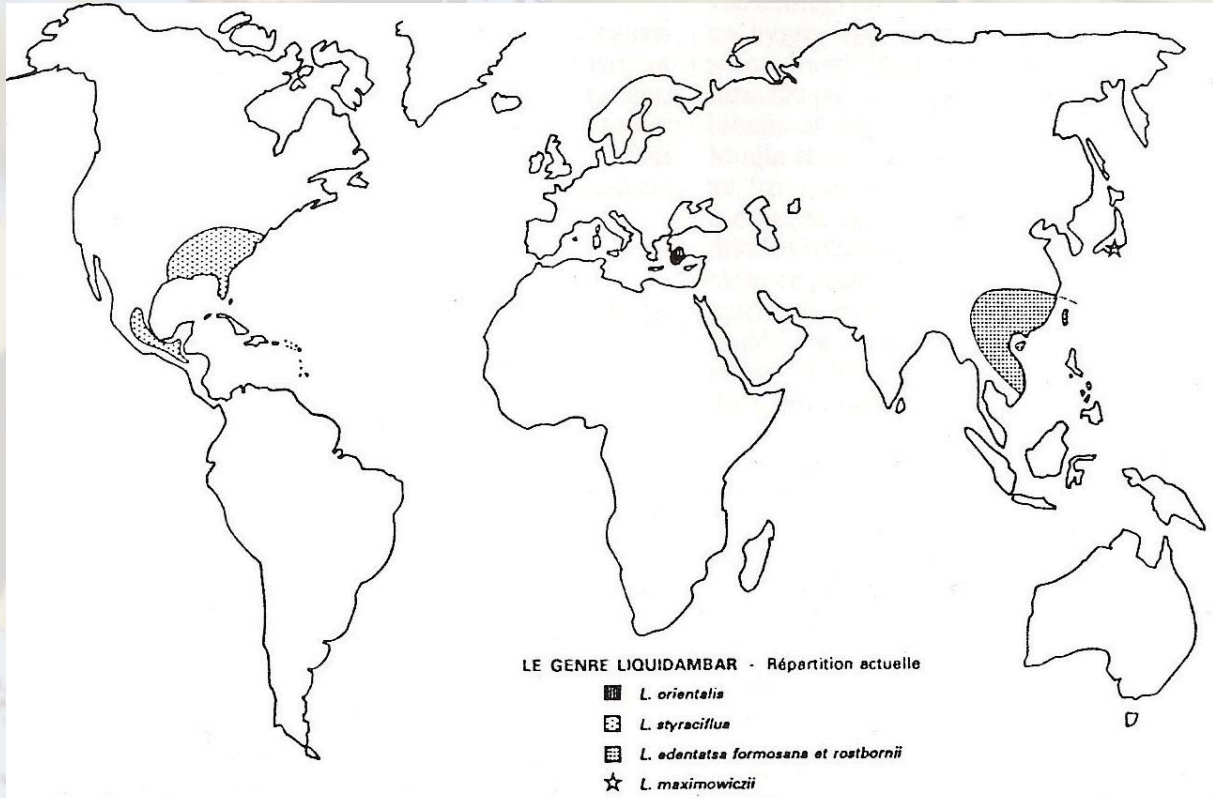 LE GENRE LIQUIDAMBAR - Répartition actuelle
L. orientalis
L. styraciflua
L. edentatsa formosana et rostbornii
L. maximowiczii